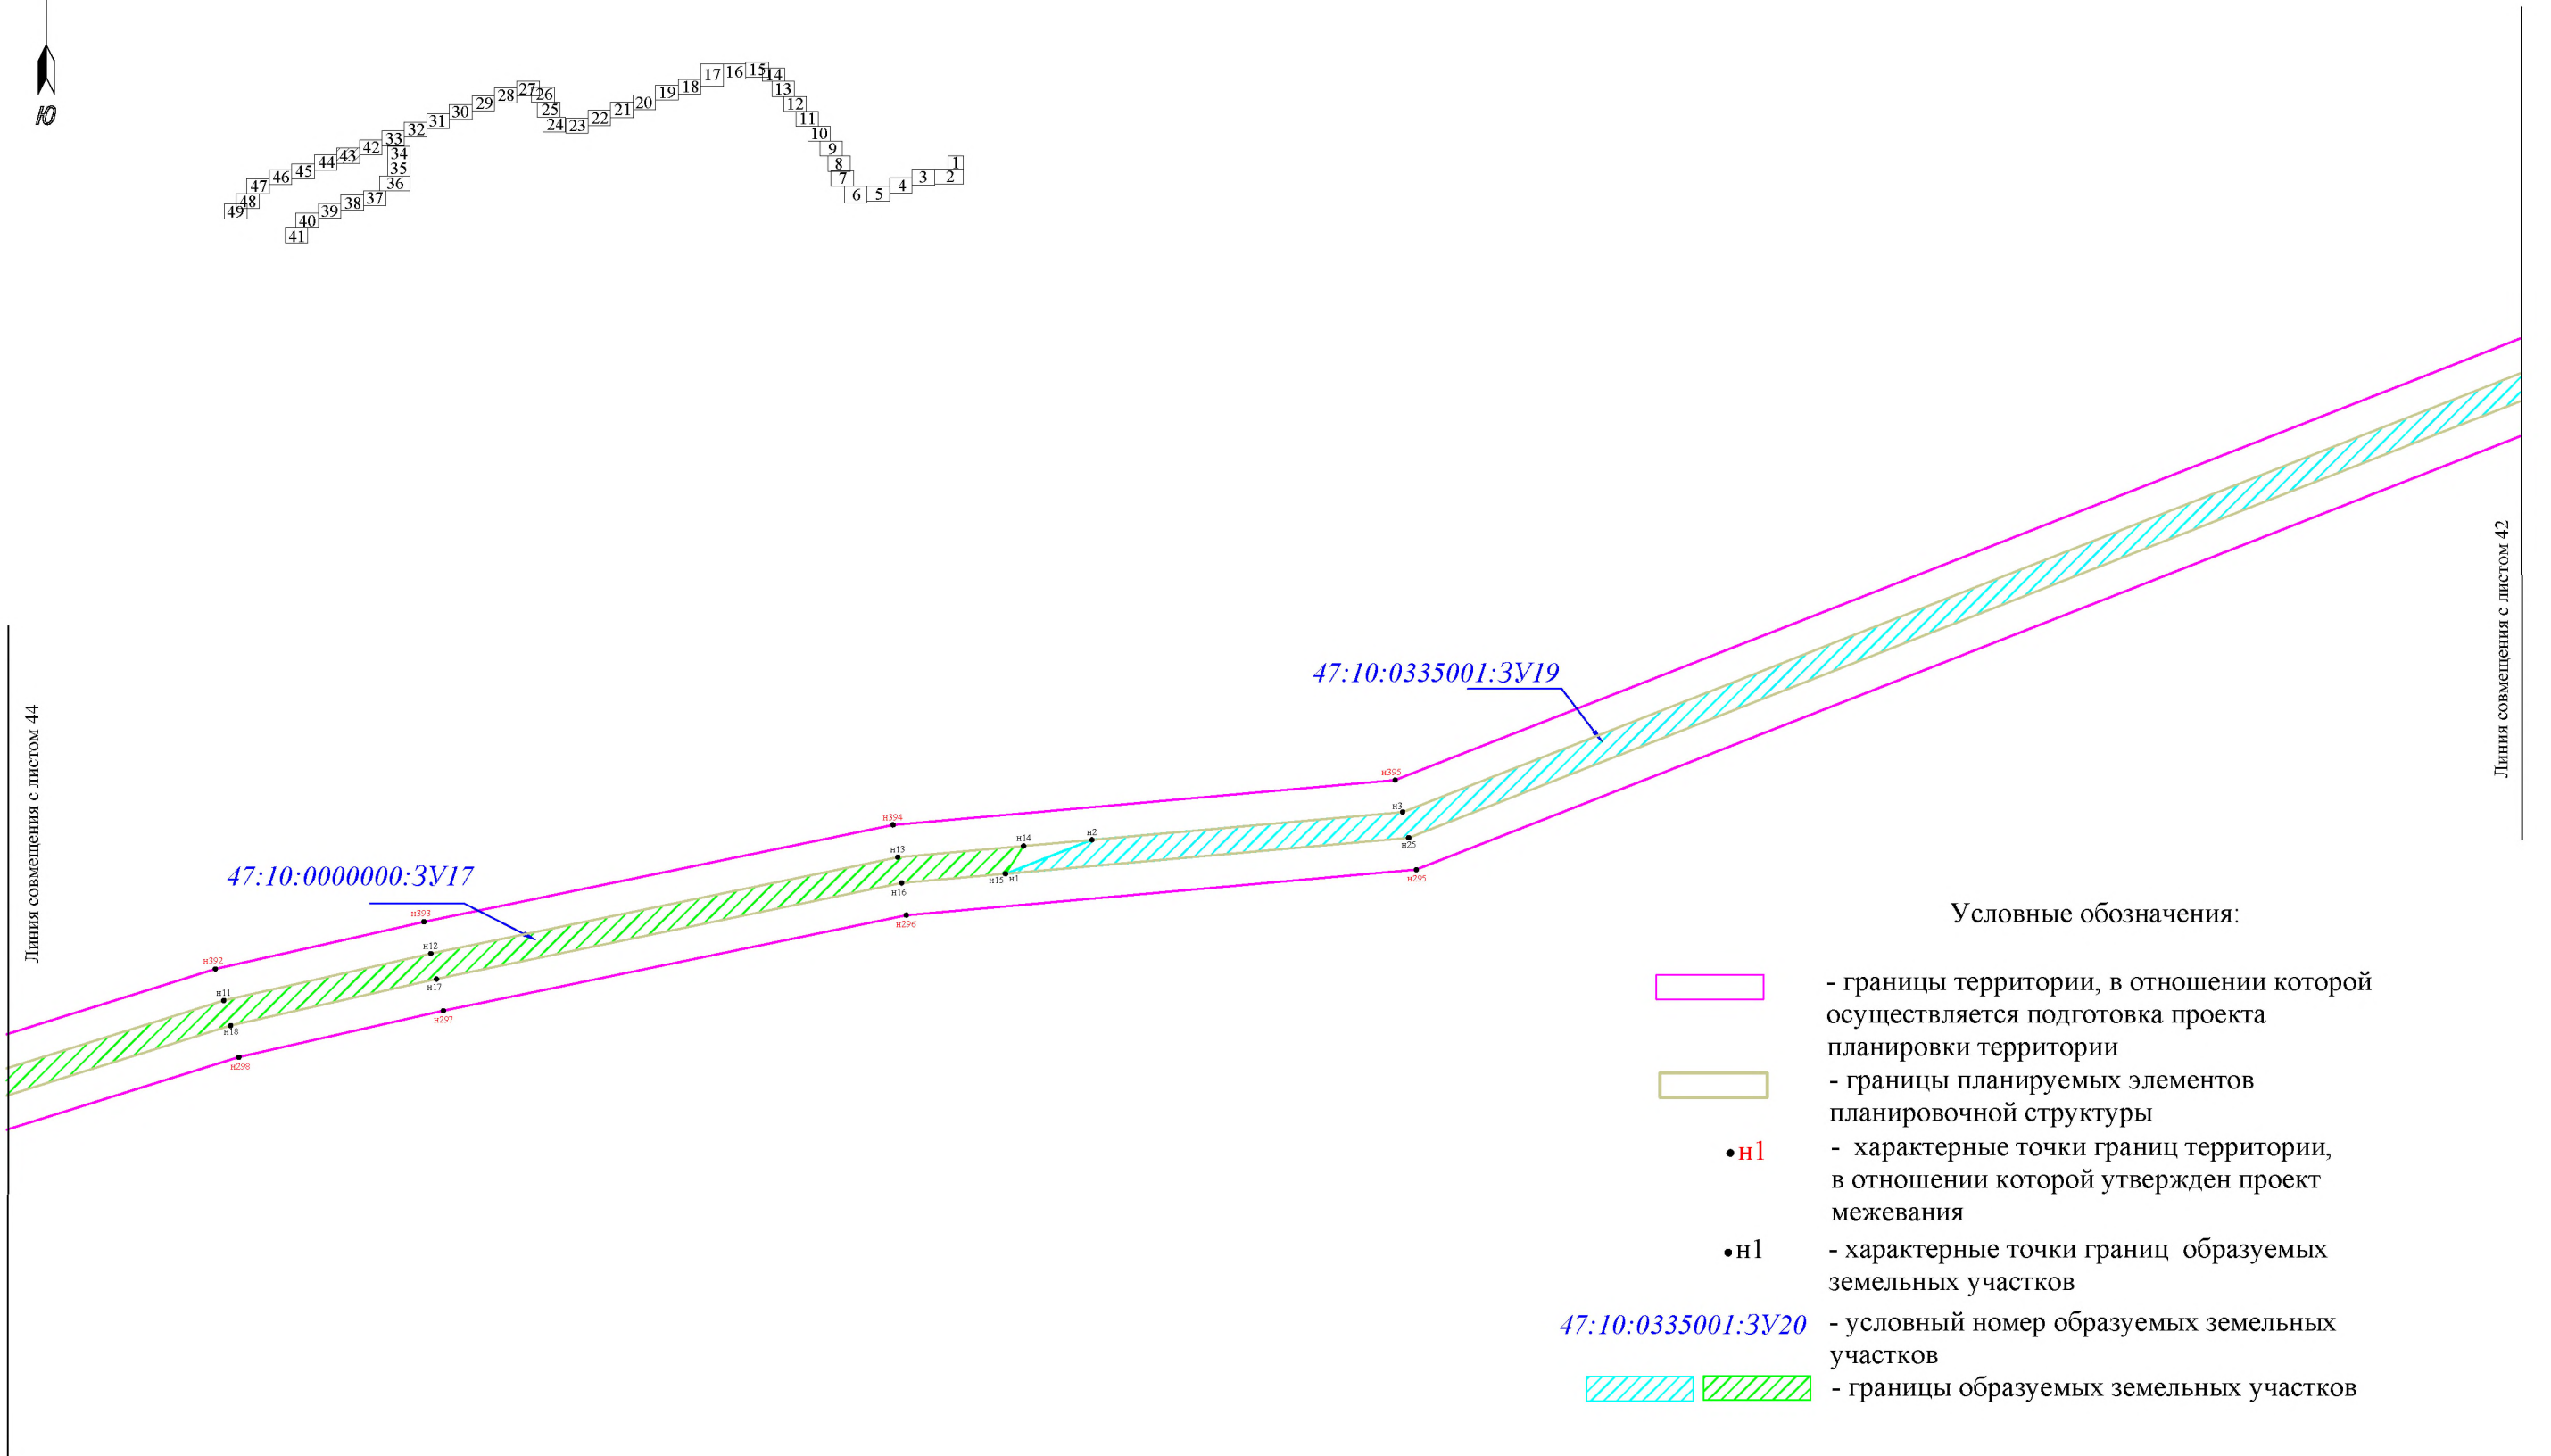 Ю
1
2
3
4
5
6
7
8
9
10
11
12
13
14
15
16
17
18
19
20
21
22
23
24
25
26
27
28
29
30
31
32
33
34
35
36
37
38
39
40
41
42
43
44
45
46
47
48
49
Линия совмещения с листом 44
Линия совмещения с листом 42
47:10:0335001:ЗУ19
47:10:0000000:ЗУ17
н392
н393
н394
н395
н11
н12
н13
н14
н2
н3
н18
н17
н16
н15
н1
н25
н298
н297
н296
н295
Условные обозначения:
- границы территории, в отношении которой
осуществляется подготовка проекта
планировки территории
- границы планируемых элементов
планировочной структуры
н1
- характерные точки границ территории,
в отношении которой утвержден проект
межевания
н1
- характерные точки границ образуемых
земельных участков
47:10:0335001:ЗУ20
- условный номер образуемых земельных
участков
- границы образуемых земельных участков